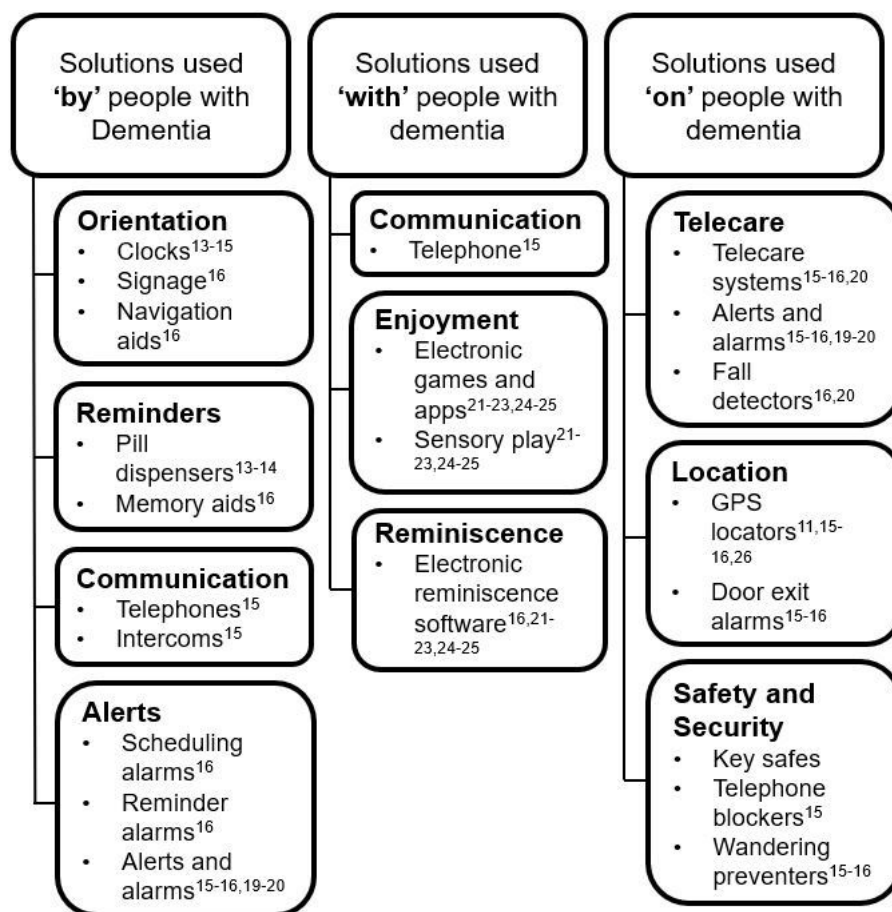 Solutions used
‘by’ people with
Dementia
Orientation
• Clocks13-15
• Signage16
• Navigation
aids16
Reminders
• Pill
dispensers13-14
• Memory aids16
Communication
• Telephones15
• Intercoms15
Alerts
• Scheduling
alarms16
• Reminder
alarms16
• Alerts and
alarms15-16,19-20
Solutions used
‘with’ people with
dementia
Communication
• Telephone15
Enjoyment
• Electronic
games and
apps21-23,24-25
• Sensory play21-
23,24-25
Reminiscence
• Electronic
reminiscence
software16,21-
23,24-25
Solutions used
‘on’ people with
dementia
Telecare
• Telecare
systems15-16,20
• Alerts and
alarms15-16,19-20
• Fall
detectors16,20
Location
• GPS
locators11,15-
16,26
• Door exit
alarms15-16
Safety and
Security
• Key safes
• Telephone
blockers15
• Wandering
preventers15-16